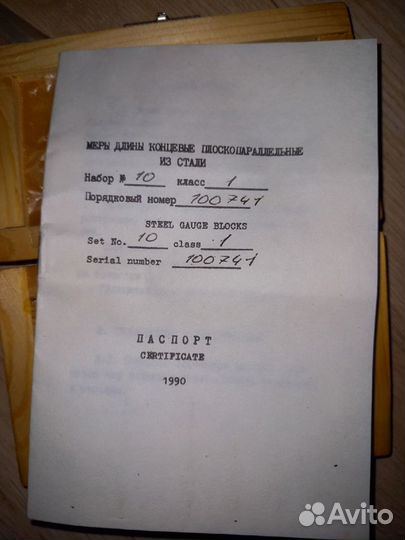 МЕРЫ ДЛИНЫ КОНЦЕВЫЕ ПЛОСКОПАРАЛЛЕЛЬНЫЕ
ИЗ СТАЛИ
Набор № 10 класс 1
Порядковый номер 100741
STEEL GAUGE BLOCKS
Set No. 10 class 1
Serial number 100741
ПАСПОРТ
CERTIFICATE
1990
Avito